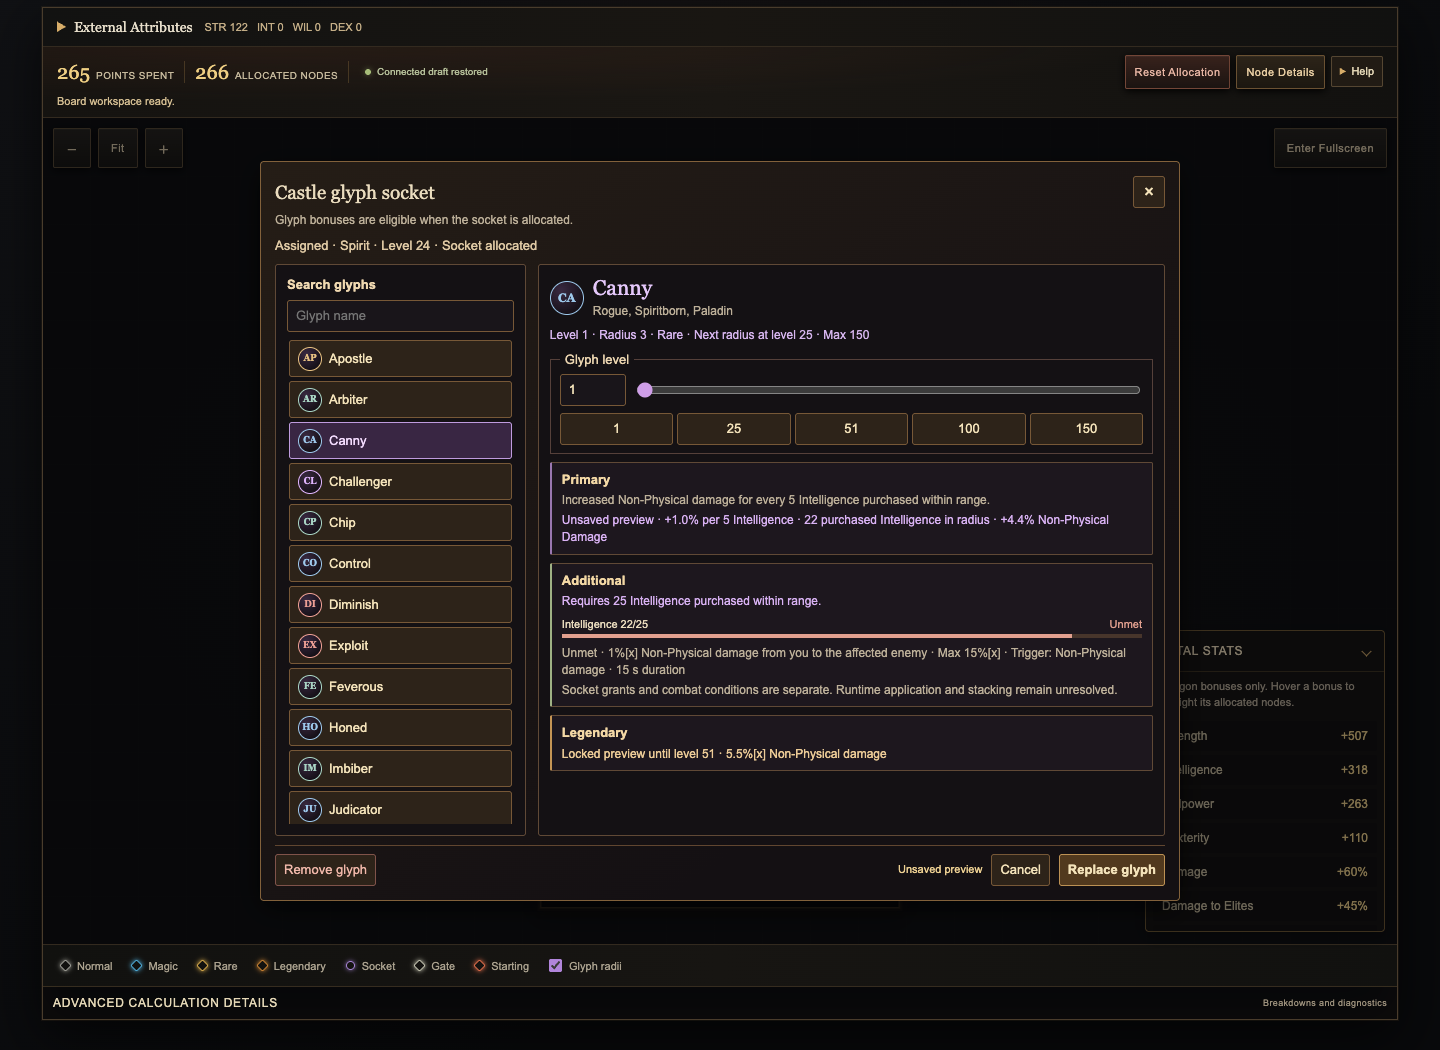 External Attributes STR 122 INT 0 WIL 0 DEX 0
265 POINTS SPENT 266 ALLOCATED NODES Connected draft restored
Reset Allocation Node Details Help
Board workspace ready.
− Fit + Enter Fullscreen
Castle glyph socket ×
Glyph bonuses are eligible when the socket is allocated.
Assigned · Spirit · Level 24 · Socket allocated
Search glyphs
Glyph name
AP Apostle
AR Arbiter
CA Canny
CL Challenger
CP Chip
CO Control
DI Diminish
EX Exploit
FE Feverous
HO Honed
IM Imbiber
JU Judicator
CA Canny
Rogue, Spiritborn, Paladin
Level 1 · Radius 3 · Rare · Next radius at level 25 · Max 150
Glyph level
1
1 25 51 100 150
Primary
Increased Non-Physical damage for every 5 Intelligence purchased within range.
Unsaved preview · +1.0% per 5 Intelligence · 22 purchased Intelligence in radius · +4.4% Non-Physical
Damage
Additional
Requires 25 Intelligence purchased within range.
Intelligence 22/25 Unmet
Unmet · 1%[x] Non-Physical damage from you to the affected enemy · Max 15%[x] · Trigger: Non-Physical
damage · 15 s duration
Socket grants and combat conditions are separate. Runtime application and stacking remain unresolved.
Legendary
Locked preview until level 51 · 5.5%[x] Non-Physical damage
Remove glyph Unsaved preview Cancel Replace glyph
TAL STATS
gon bonuses only. Hover a bonus to
ight its allocated nodes.
ength +507
elligence +318
power +263
xterity +110
mage +60%
Damage to Elites +45%
Normal Magic Rare Legendary Socket Gate Starting Glyph radii
ADVANCED CALCULATION DETAILS Breakdowns and diagnostics